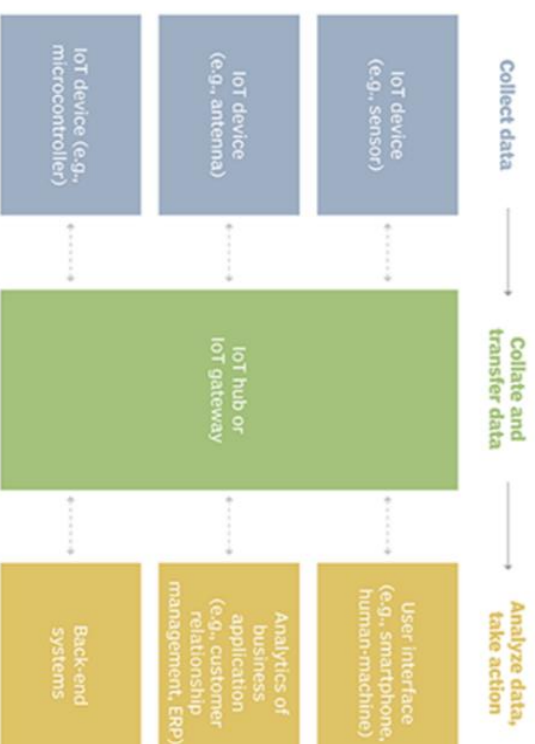 Collect data
Collate and
transfer data
Analyze data,
take action
IoT device
(e.g., sensor)
IoT hub or
IoT gateway
User interface
(e.g., smartphone,
human-machine)
IoT device
(e.g., antenna)
Analytics of
business
application
(e.g., customer
relationship
management, ERP)
IoT device (e.g.,
microcontroller)
Back-end
systems